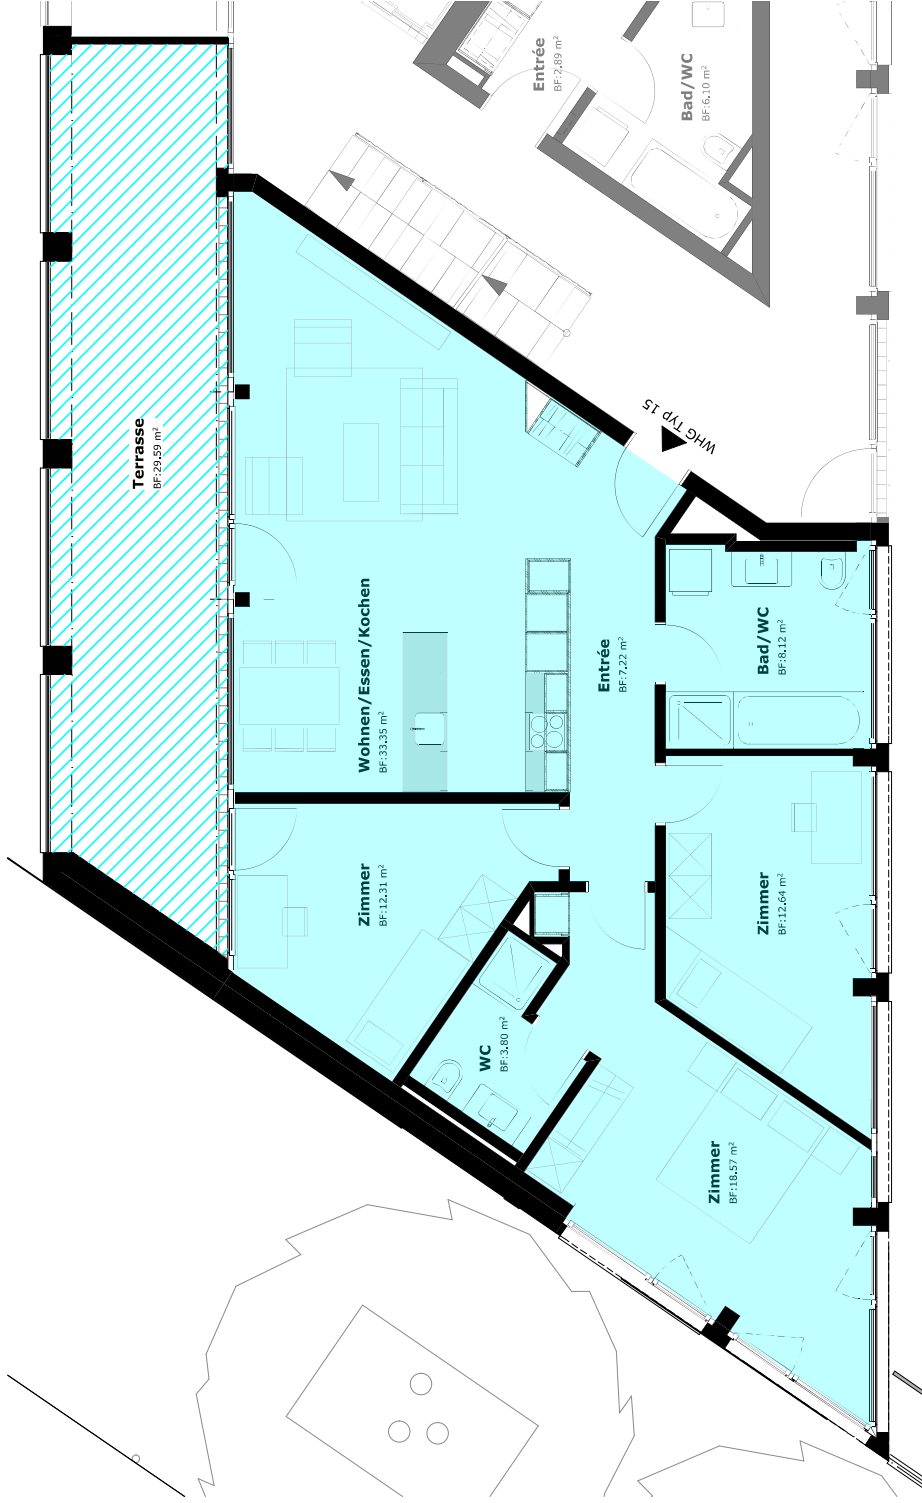 Entrée
BF:2.89 m²
Bad/WC
BF:6.10 m²
WHG Typ 15
Terrasse
BF:29.59 m²
Wohnen/Essen/Kochen
BF:33.35 m²
Entrée
BF:7.22 m²
Bad/WC
BF:8.12 m²
Zimmer
BF:12.31 m²
Zimmer
BF:12.64 m²
WC
BF:3.80 m²
Zimmer
BF:18.57 m²